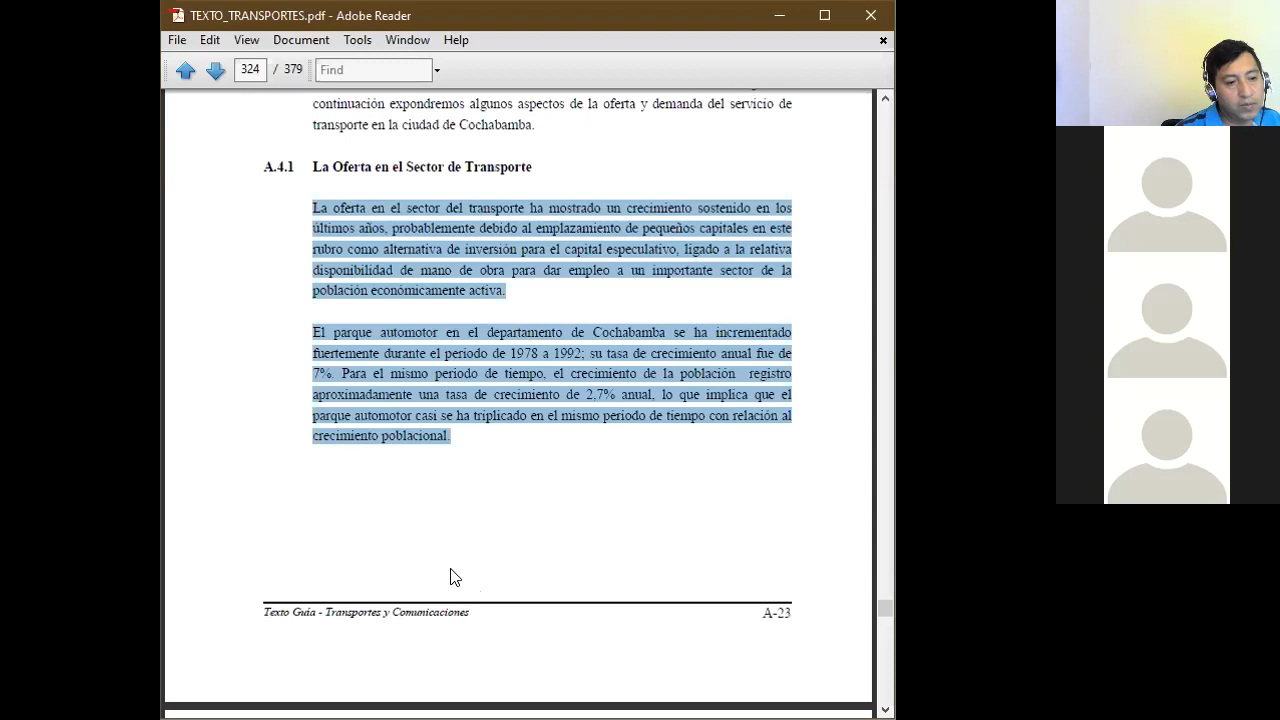 TEXTO_TRANSPORTES.pdf - Adobe Reader
File Edit View Document Tools Window Help
324 / 379 Find
continuación expondremos algunos aspectos de la oferta y demanda del servicio de
transporte en la ciudad de Cochabamba.
A.4.1 La Oferta en el Sector de Transporte
La oferta en el sector del transporte ha mostrado un crecimiento sostenido en los
últimos años, probablemente debido al emplazamiento de pequeños capitales en este
rubro como alternativa de inversión para el capital especulativo, ligado a la relativa
disponibilidad de mano de obra para dar empleo a un importante sector de la
población económicamente activa.
El parque automotor en el departamento de Cochabamba se ha incrementado
fuertemente durante el periodo de 1978 a 1992; su tasa de crecimiento anual fue de
7%. Para el mismo periodo de tiempo, el crecimiento de la población registro
aproximadamente una tasa de crecimiento de 2.7% anual, lo que implica que el
parque automotor casi se ha triplicado en el mismo periodo de tiempo con relación al
crecimiento poblacional.
Texto Guía - Transportes y Comunicaciones A-23